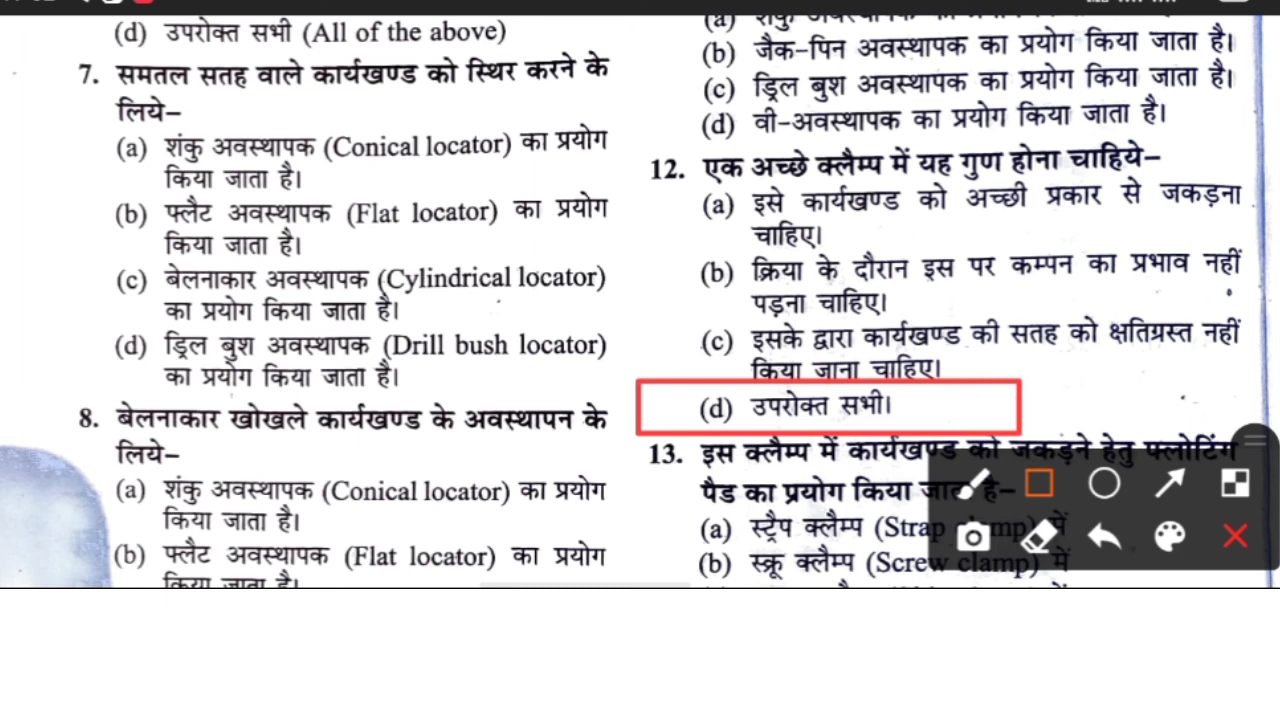 (d) उपरोक्त सभी (All of the above)
7. समतल सतह वाले कार्यखण्ड को स्थिर करने के
लिये–
(a) शंकु अवस्थापक (Conical locator) का प्रयोग
किया जाता है।
(b) फ्लैट अवस्थापक (Flat locator) का प्रयोग
किया जाता है।
(c) बेलनाकार अवस्थापक (Cylindrical locator)
का प्रयोग किया जाता है।
(d) ड्रिल बुश अवस्थापक (Drill bush locator)
का प्रयोग किया जाता है।
8. बेलनाकार खोखले कार्यखण्ड के अवस्थापन के
लिये–
(a) शंकु अवस्थापक (Conical locator) का प्रयोग
किया जाता है।
(b) फ्लैट अवस्थापक (Flat locator) का प्रयोग
किया जाता है।
(a) शंकु
(b) जैक-पिन अवस्थापक का प्रयोग किया जाता है।
(c) ड्रिल बुश अवस्थापक का प्रयोग किया जाता है।
(d) वी-अवस्थापक का प्रयोग किया जाता है।
12. एक अच्छे क्लैम्प में यह गुण होना चाहिये–
(a) इसे कार्यखण्ड को अच्छी प्रकार से जकड़ना
चाहिए।
(b) क्रिया के दौरान इस पर कम्पन का प्रभाव नहीं
पड़ना चाहिए।
(c) इसके द्वारा कार्यखण्ड की सतह को क्षतिग्रस्त नहीं
किया जाना चाहिए।
(d) उपरोक्त सभी।
13. इस क्लैम्प में कार्यखण्ड को जकड़ने हेतु फ्लोटिंग
पैड का प्रयोग किया जाता है–
(a) स्ट्रैप क्लैम्प (Strap clamp) में
(b) स्क्रू क्लैम्प (Screw clamp) में